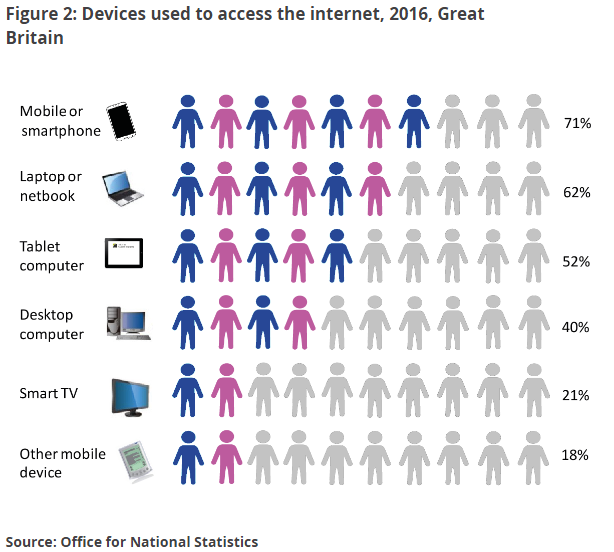 Figure 2: Devices used to access the internet, 2016, Great
Britain
Mobile or
smartphone
71%
Laptop or
netbook
62%
Tablet
computer
52%
Desktop
computer
40%
Smart TV
21%
Other mobile
device
18%
Source: Office for National Statistics